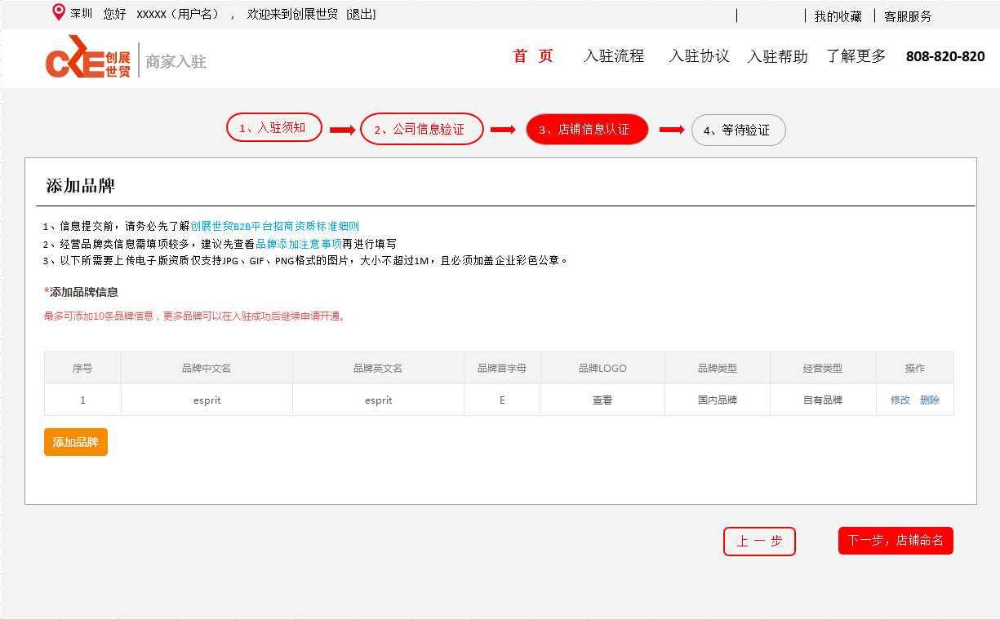 深圳 您好 XXXXX（用户名） ， 欢迎来到创展世贸 [退出] | | 我的收藏 | 客服服务
创展
世贸
商家入驻
首 页 入驻流程 入驻协议 入驻帮助 了解更多 808-820-820
1、入驻须知 2、公司信息验证 3、店铺信息认证 4、等待验证
添加品牌
1、信息提交前，请务必先了解创展世贸B2B平台招商资质标准细则
2、经营品牌类信息需填项较多，建议先查看品牌添加注意事项再进行填写
3、以下所需要上传电子版资质仅支持JPG、GIF、PNG格式的图片，大小不超过1M，且必须加盖企业彩色公章。
*添加品牌信息
最多可添加10条品牌信息，更多品牌可以在入驻成功后继续申请开通。
序号 品牌中文名 品牌英文名 品牌首字母 品牌LOGO 品牌类型 经营类型 操作
1 esprit esprit E 查看 国内品牌 自有品牌 修改 删除
添加品牌
上 一 步 下一步，店铺命名